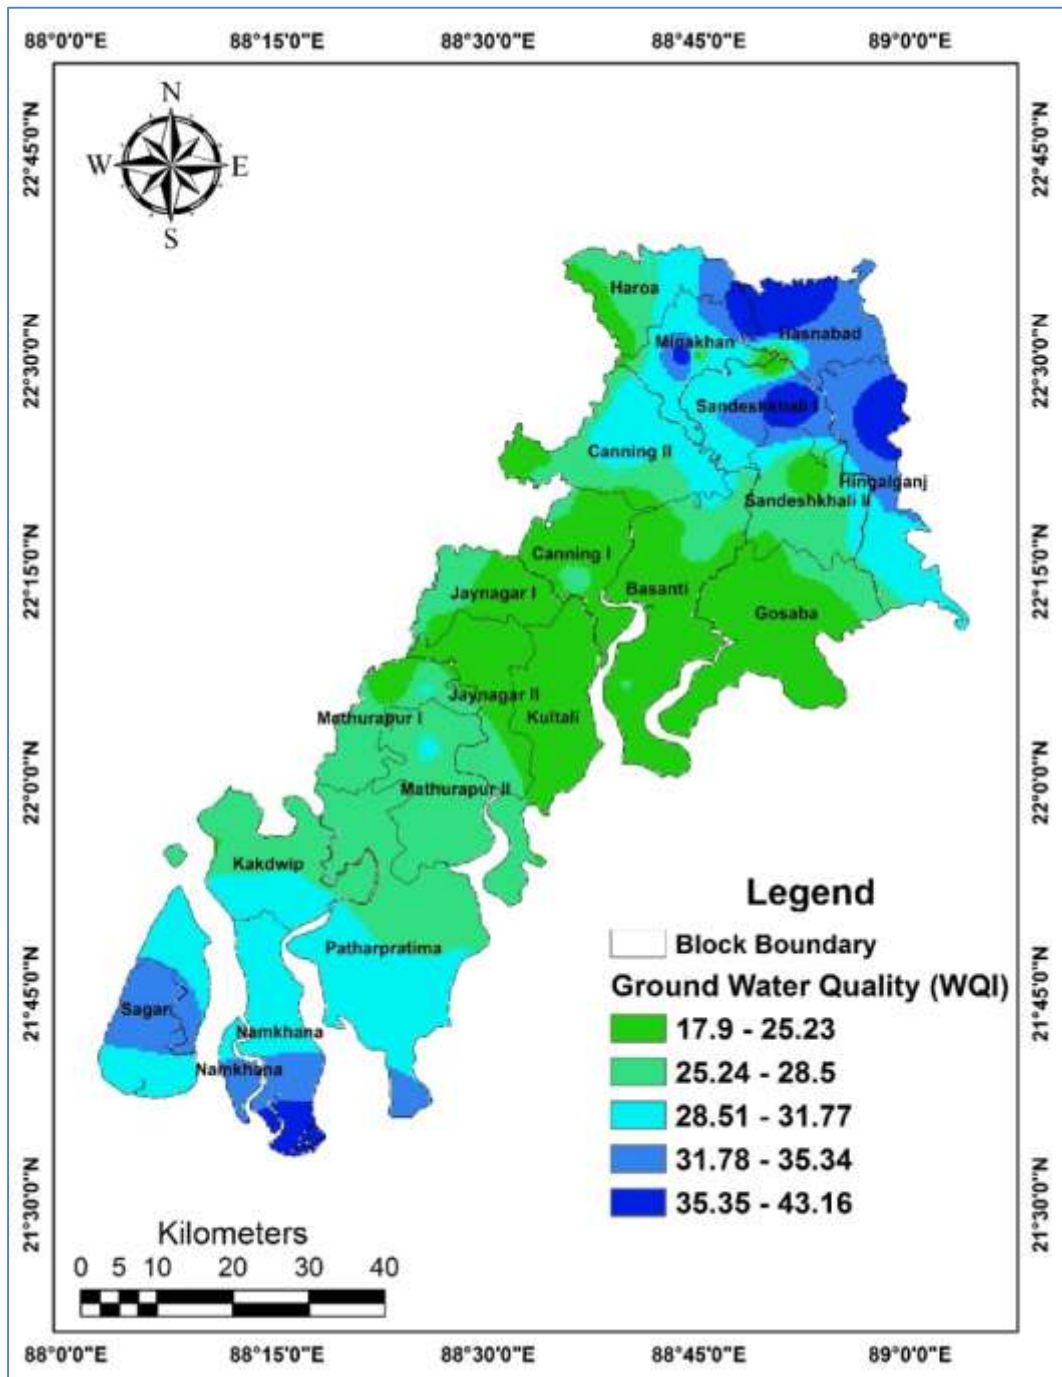 88°0'0"E 88°15'0"E 88°30'0"E 88°45'0"E 89°0'0"E
22°45'0"N
22°45'0"N
N
W E
S
Haroa
Hasnabad
Minakhan
22°30'0"N
22°30'0"N
Sandeshkhali I
Canning II
Hingalganj
Sandeshkhali II
Canning I
22°15'0"N
22°15'0"N
Basanti
Jaynagar I
Gosaba
Jaynagar II
Mathurapur I
Kultali
22°0'0"N
22°0'0"N
Mathurapur II
Kakdwip
Patharpratima
21°45'0"N
21°45'0"N
Sagar
Namkhana
Namkhana
Legend
Block Boundary
Ground Water Quality (WQI)
17.9 - 25.23
25.24 - 28.5
28.51 - 31.77
31.78 - 35.34
35.35 - 43.16
21°30'0"N
21°30'0"N
Kilometers
0 5 10 20 30 40
88°0'0"E 88°15'0"E 88°30'0"E 88°45'0"E 89°0'0"E